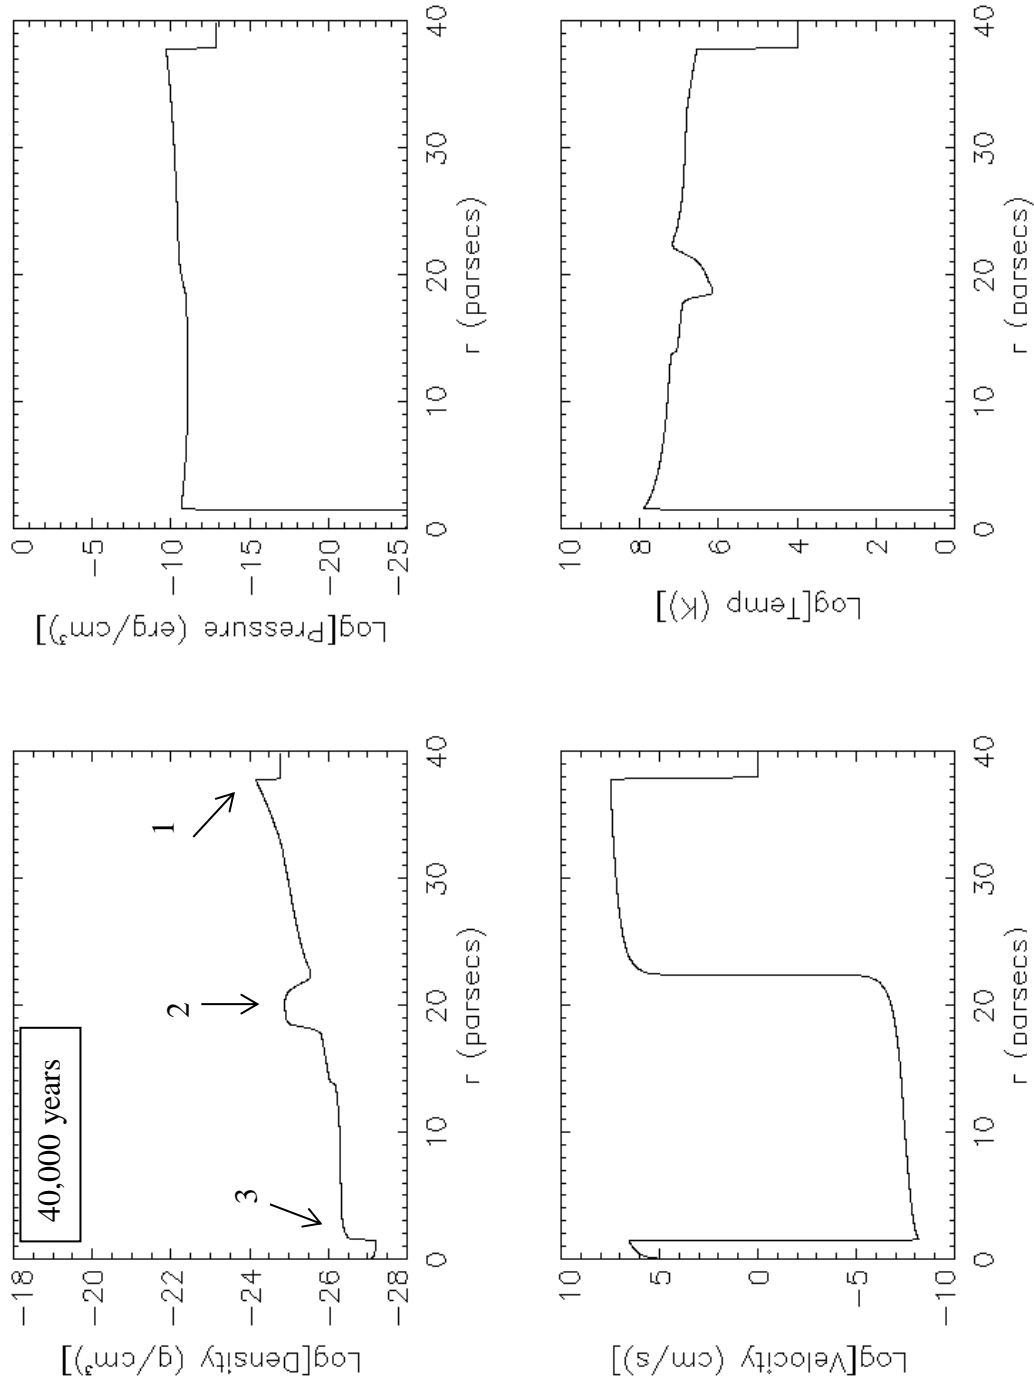 40,000 years
1
2
3
Log[Density (g/cm³)]
-18
-20
-22
-24
-26
-28
0 10 20 30 40
r (parsecs)
Log[Pressure (erg/cm³)]
0
-5
-10
-15
-20
-25
0 10 20 30 40
r (parsecs)
Log[Velocity (cm/s)]
10
5
0
-5
-10
0 10 20 30 40
r (parsecs)
Log[Temp (K)]
10
8
6
4
2
0
0 10 20 30 40
r (parsecs)